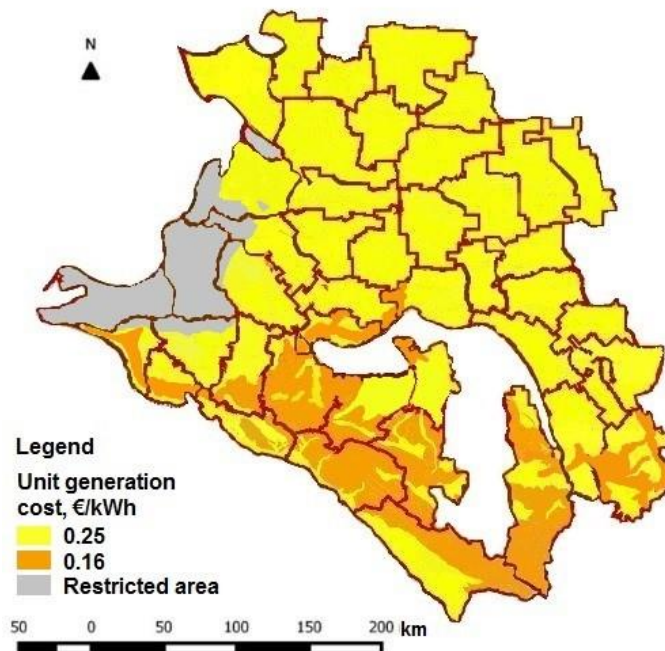 N
Legend
Unit generation
cost, €/kWh
0.25
0.16
Restricted area
50 0 50 100 150 200 km